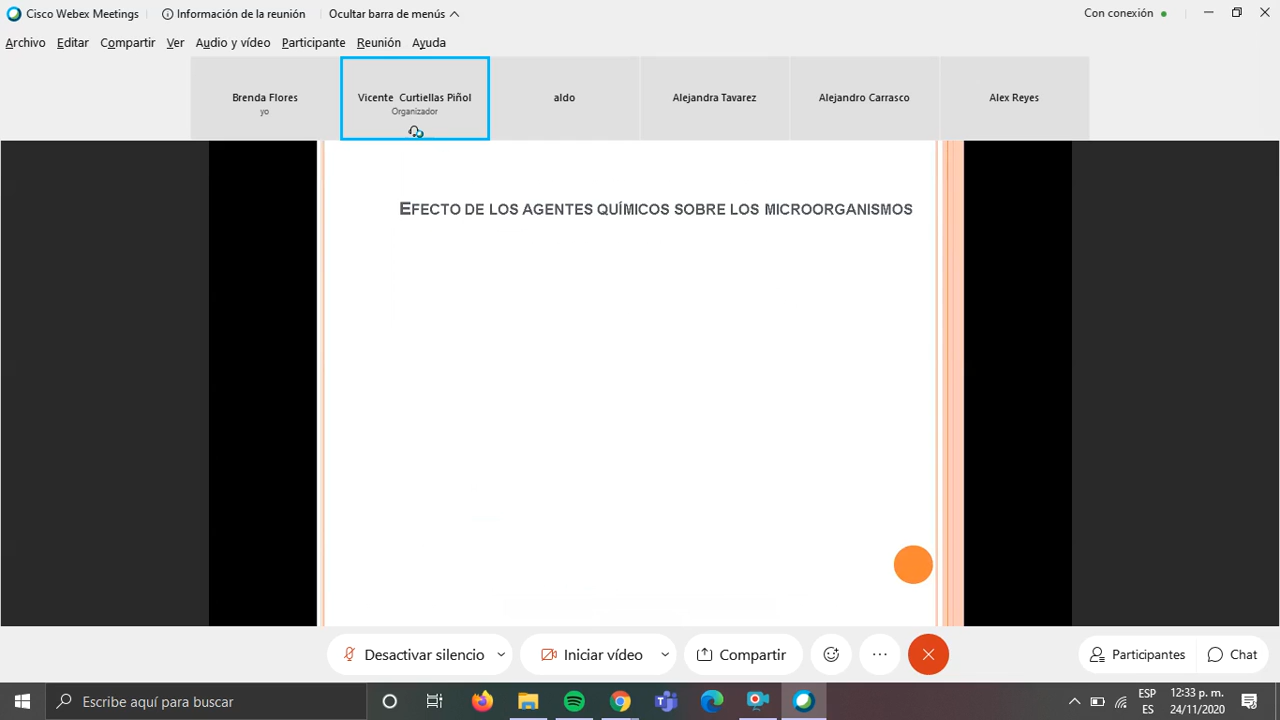 Cisco Webex Meetings Información de la reunión Ocultar barra de menús Con conexión
Archivo Editar Compartir Ver Audio y vídeo Participante Reunión Ayuda
Brenda Flores Vicente Curtiellas Piñol aldo Alejandra Tavarez Alejandro Carrasco Alex Reyes
yo Organizador
EFECTO DE LOS AGENTES QUÍMICOS SOBRE LOS MICROORGANISMOS
Desactivar silencio Iniciar vídeo Compartir Participantes Chat
Escribe aquí para buscar
ESP 12:33 p. m.
ES 24/11/2020